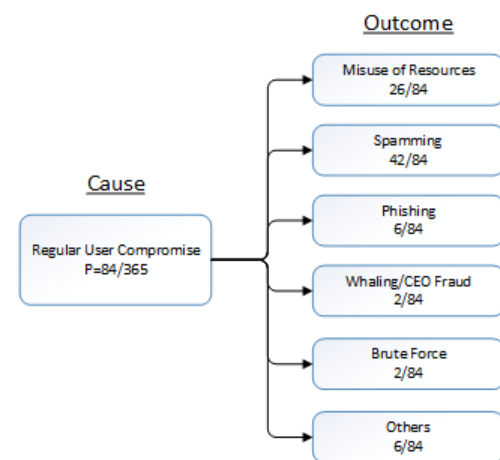 Outcome
Misuse of Resources
26/84
Spamming
42/84
Cause
Phishing
6/84
Regular User Compromise
P=84/365
Whaling/CEO Fraud
2/84
Brute Force
2/84
Others
6/84